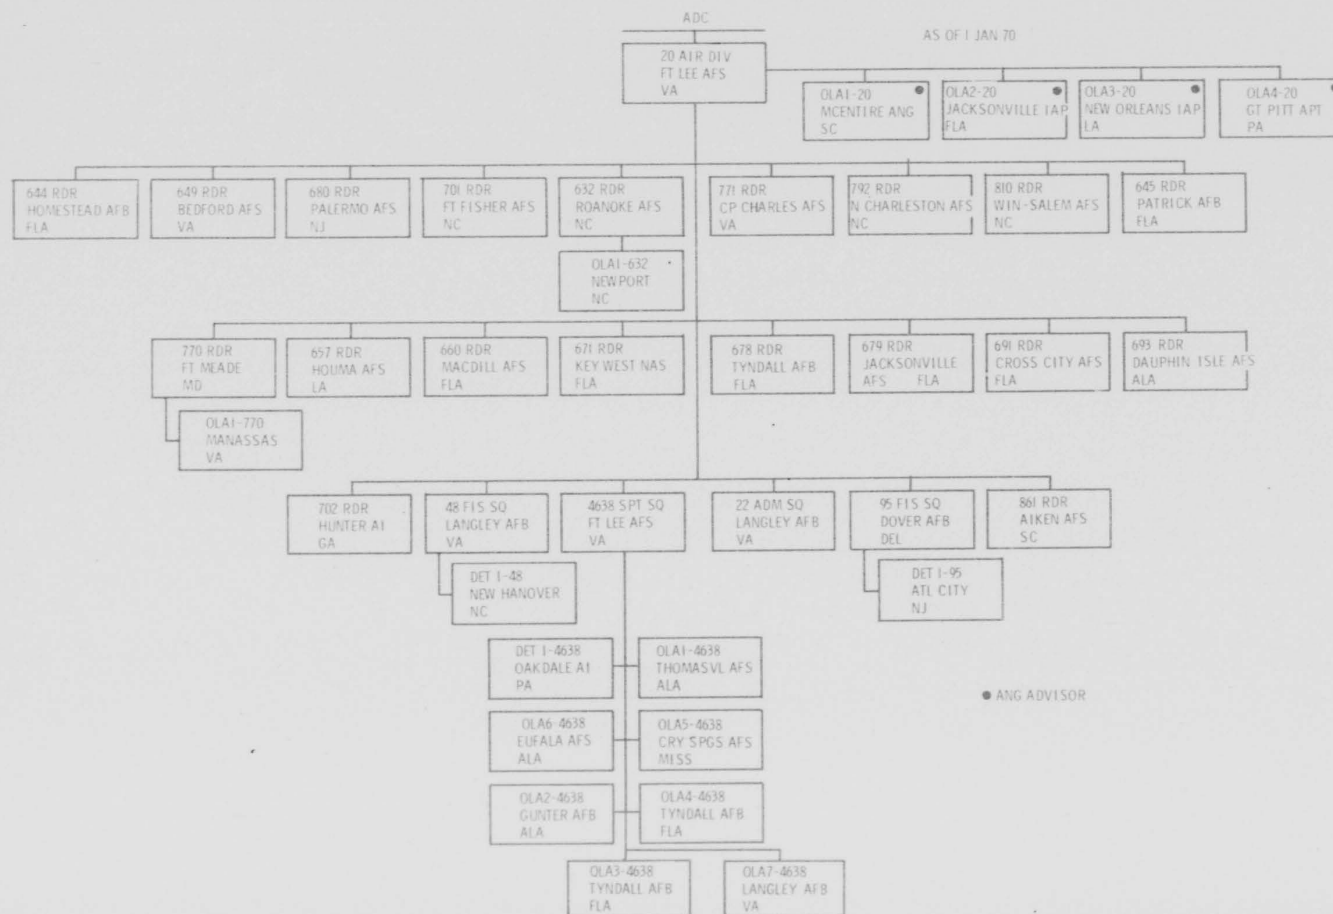 ADC
AS OF 1 JAN 70
20 AIR DIV
FT LEE AFS
VA
OLA1-20
MCENTIRE ANG
SC
OLA2-20
JACKSONVILLE IAP
FLA
OLA3-20
NEW ORLEANS IAP
LA
OLA4-20
GT PITT APT
PA
644 RDR
HOMESTEAD AFB
FLA
649 RDR
BEDFORD AFS
VA
680 RDR
PALERMO AFS
NJ
701 RDR
FT FISHER AFS
NC
632 RDR
ROANOKE AFS
NC
771 RDR
CP CHARLES AFS
VA
792 RDR
N CHARLESTON AFS
NC
810 RDR
WIN-SALEM AFS
NC
645 RDR
PATRICK AFB
FLA
OLA1-632
NEWPORT
NC
770 RDR
FT MEADE
MD
657 RDR
HOUMA AFS
LA
660 RDR
MACDILL AFS
FLA
671 RDR
KEY WEST NAS
FLA
678 RDR
TYNDALL AFB
FLA
679 RDR
JACKSONVILLE
AFS FLA
691 RDR
CROSS CITY AFS
FLA
693 RDR
DAUPHIN ISLE AFS
ALA
OLA1-770
MANASSAS
VA
702 RDR
HUNTER AI
GA
48 FIS SQ
LANGLEY AFB
VA
4638 SPT SQ
FT LEE AFS
VA
22 ADM SQ
LANGLEY AFB
VA
95 FIS SQ
DOVER AFB
DEL
861 RDR
AIKEN AFS
SC
DET 1-48
NEW HANOVER
NC
DET 1-95
ATL CITY
NJ
DET 1-4638
OAKDALE AI
PA
OLA1-4638
THOMASVL AFS
ALA
● ANG ADVISOR
OLA6-4638
EUFALA AFS
ALA
OLA5-4638
CRY SPGS AFS
MISS
OLA2-4638
GUNTER AFB
ALA
OLA4-4638
TYNDALL AFB
FLA
OLA3-4638
TYNDALL AFB
FLA
OLA7-4638
LANGLEY AFB
VA